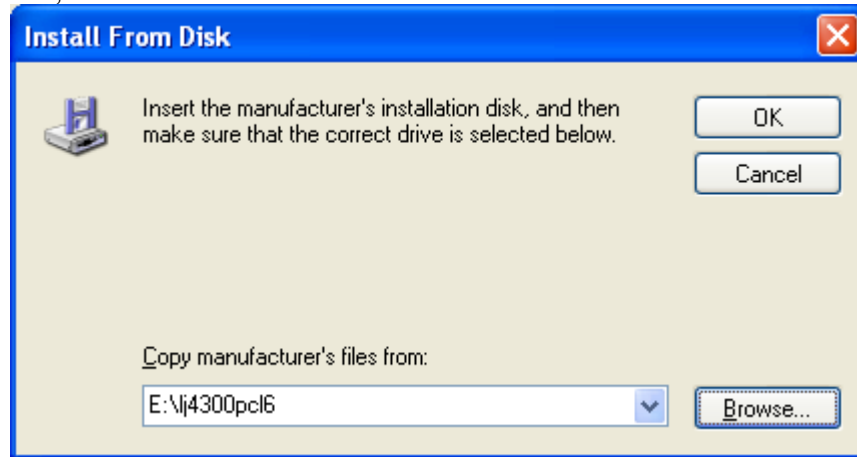 Install From Disk
Insert the manufacturer's installation disk, and then
make sure that the correct drive is selected below.
OK
Cancel
Copy manufacturer's files from:
E:\lj4300pcl6
Browse...